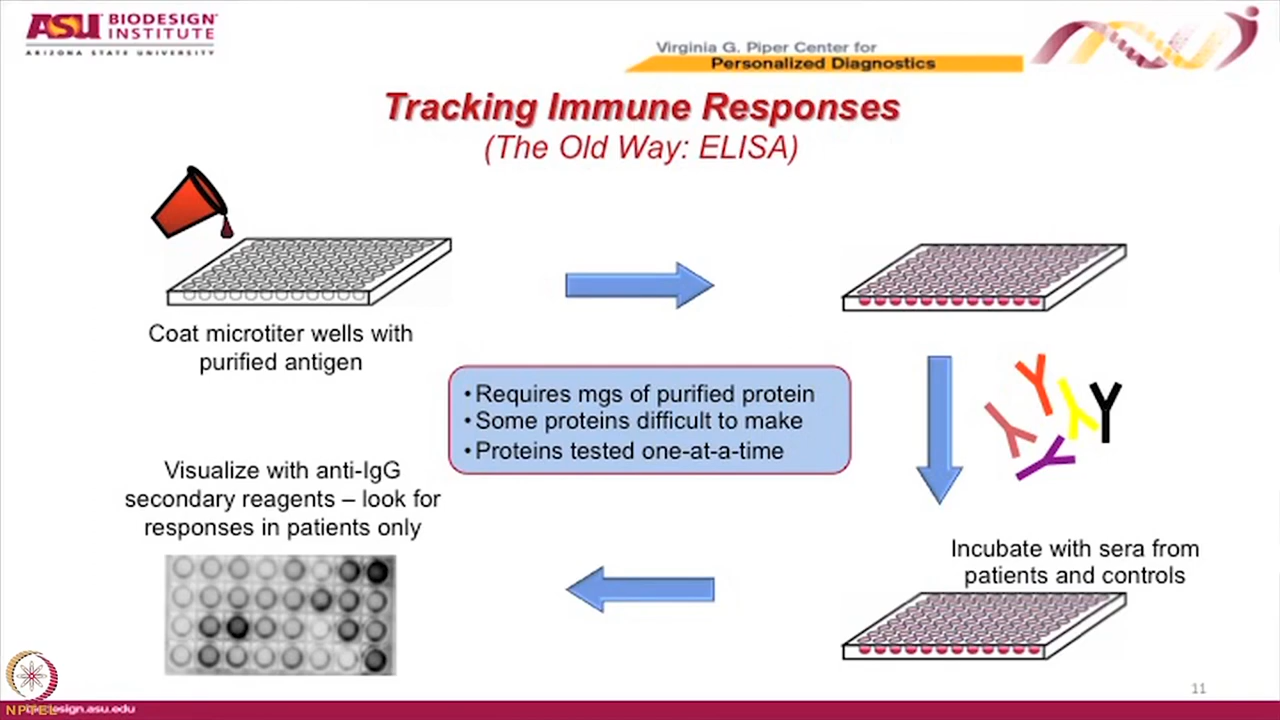 ASU BIODESIGN
INSTITUTE
ARIZONA STATE UNIVERSITY
Virginia G. Piper Center for
Personalized Diagnostics
Tracking Immune Responses
(The Old Way: ELISA)
Coat microtiter wells with
purified antigen
• Requires mgs of purified protein
• Some proteins difficult to make
• Proteins tested one-at-a-time
Visualize with anti-IgG
secondary reagents – look for
responses in patients only
Incubate with sera from
patients and controls
11
NPTEL
design.asu.edu